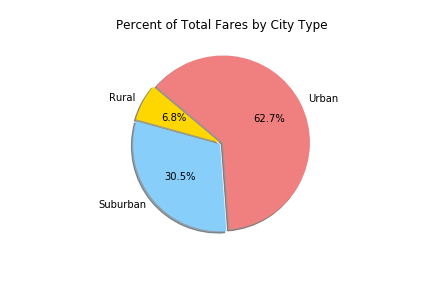 Percent of Total Fares by City Type
Rural
Urban
6.8%
62.7%
30.5%
Suburban